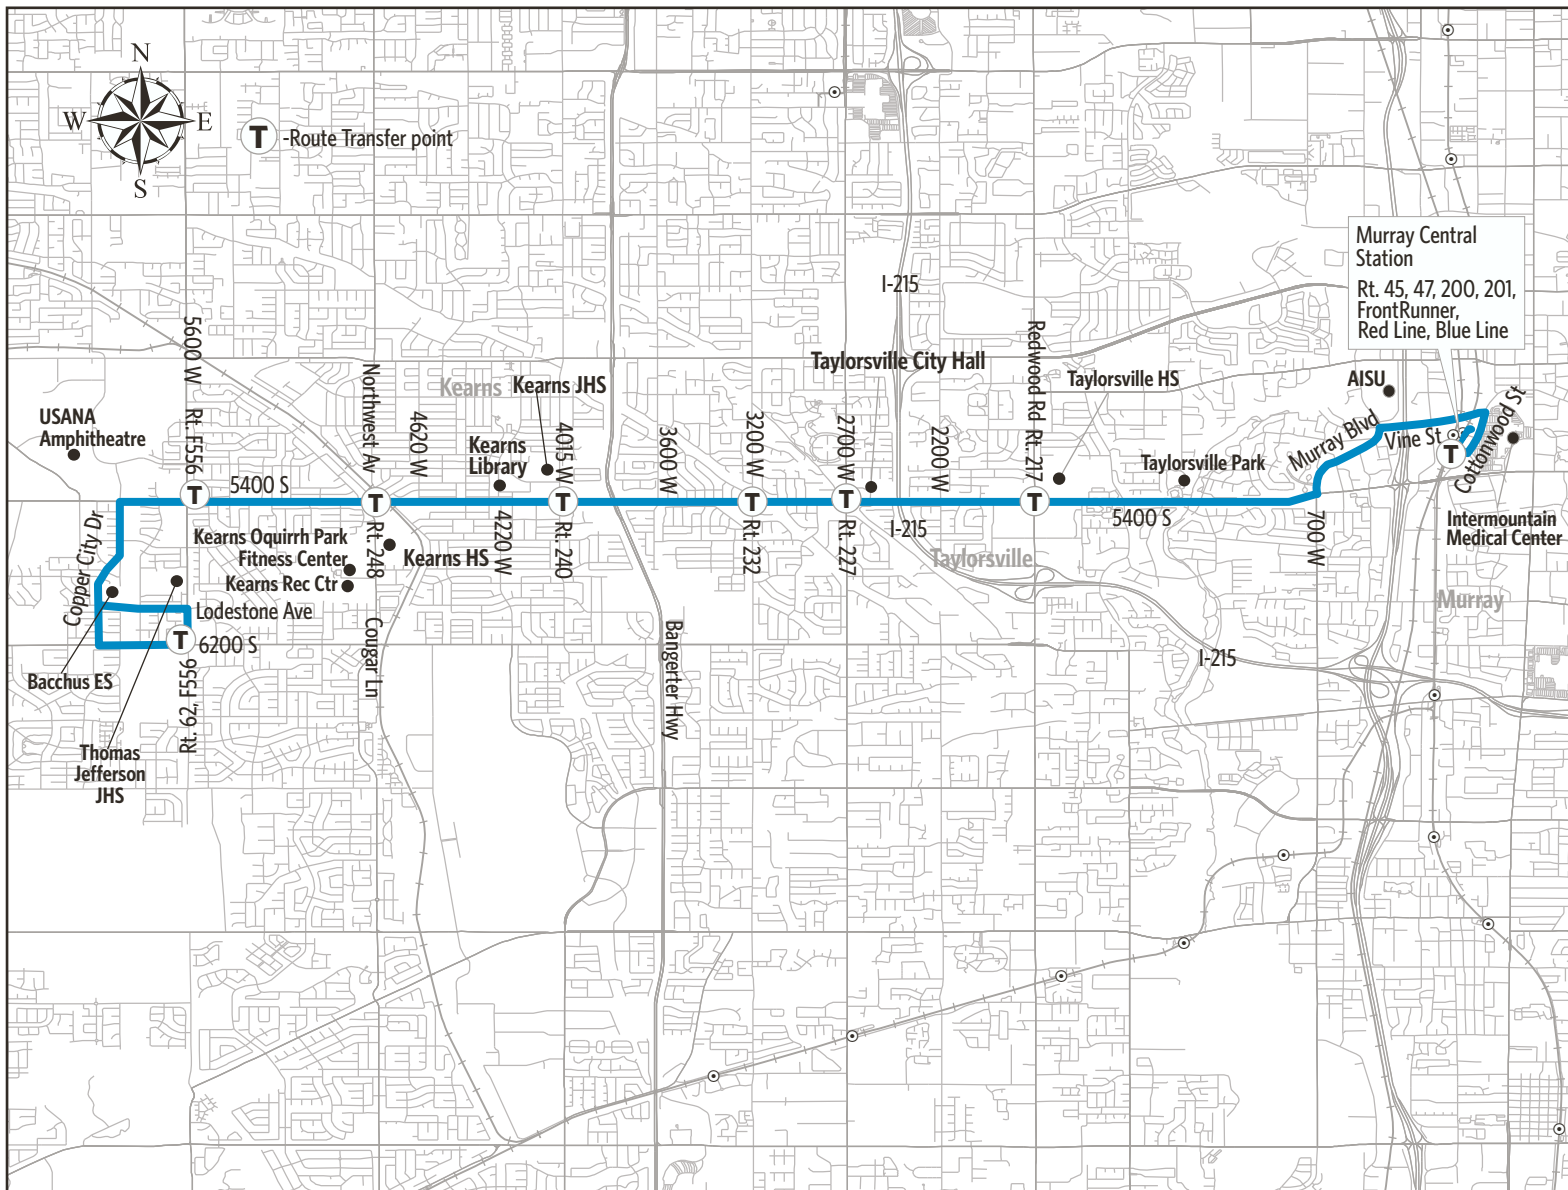 N
W
E
S
T
-Route Transfer point
I-215
Murray Central
Station
Rt. 45, 47, 200, 201,
FrontRunner,
Red Line, Blue Line
5600 W
Rt. F556
Northwest Av
4620 W
Kearns
Kearns JHS
Taylorsville City Hall
Redwood Rd
Rt. 217
Taylorsville HS
AISU
USANA
Amphitheatre
Kearns
Library
4015 W
3600 W
3200 W
2700 W
2200 W
Taylorsville Park
Murray Blvd
Vine St
Cottonwood St
T
5400 S
T
T
T
T
T
T
T
5400 S
I-215
700 W
Intermountain
Medical Center
Copper City Dr
Kearns Oquirrh Park
Fitness Center
Kearns Rec Ctr
Rt. 248
Kearns HS
4220 W
Rt. 240
Rt. 232
Rt. 227
Taylorsville
Murray
Lodestone Ave
T
6200 S
Cougar Ln
Bangerter Hwy
I-215
Bacchus ES
Rt. 62, F556
Thomas
Jefferson
JHS